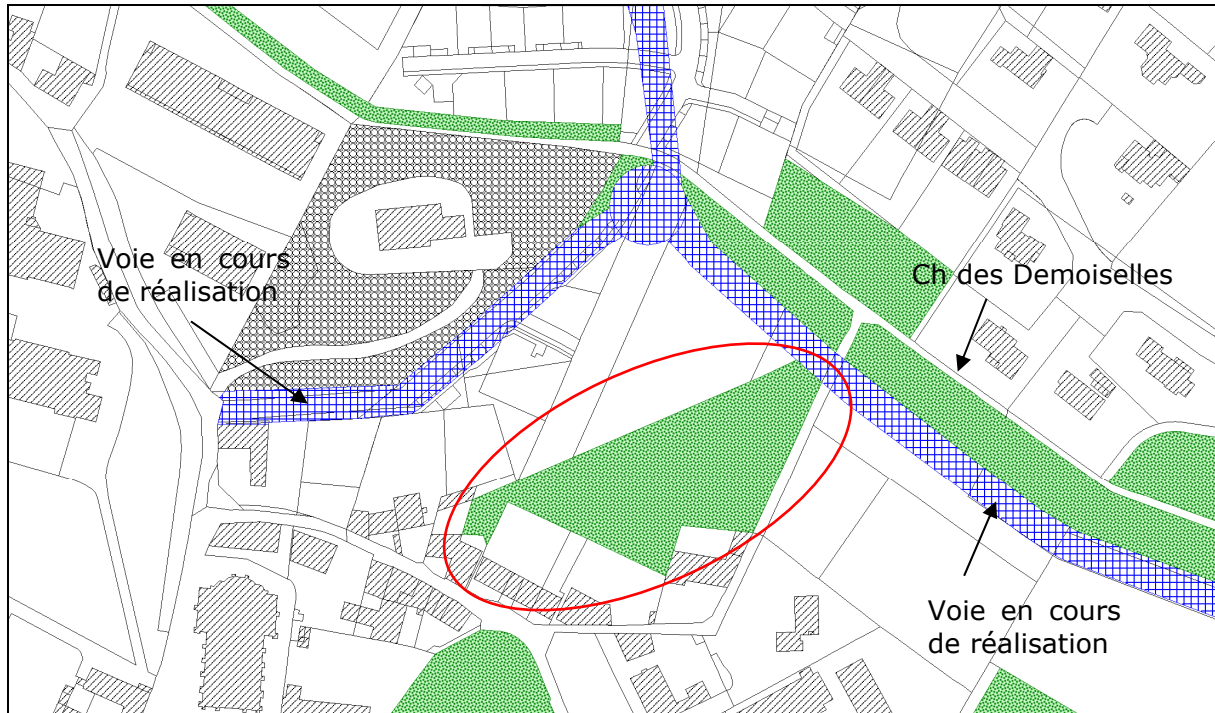 Voie en cours
de réalisation
Ch des Demoiselles
Voie en cours
de réalisation